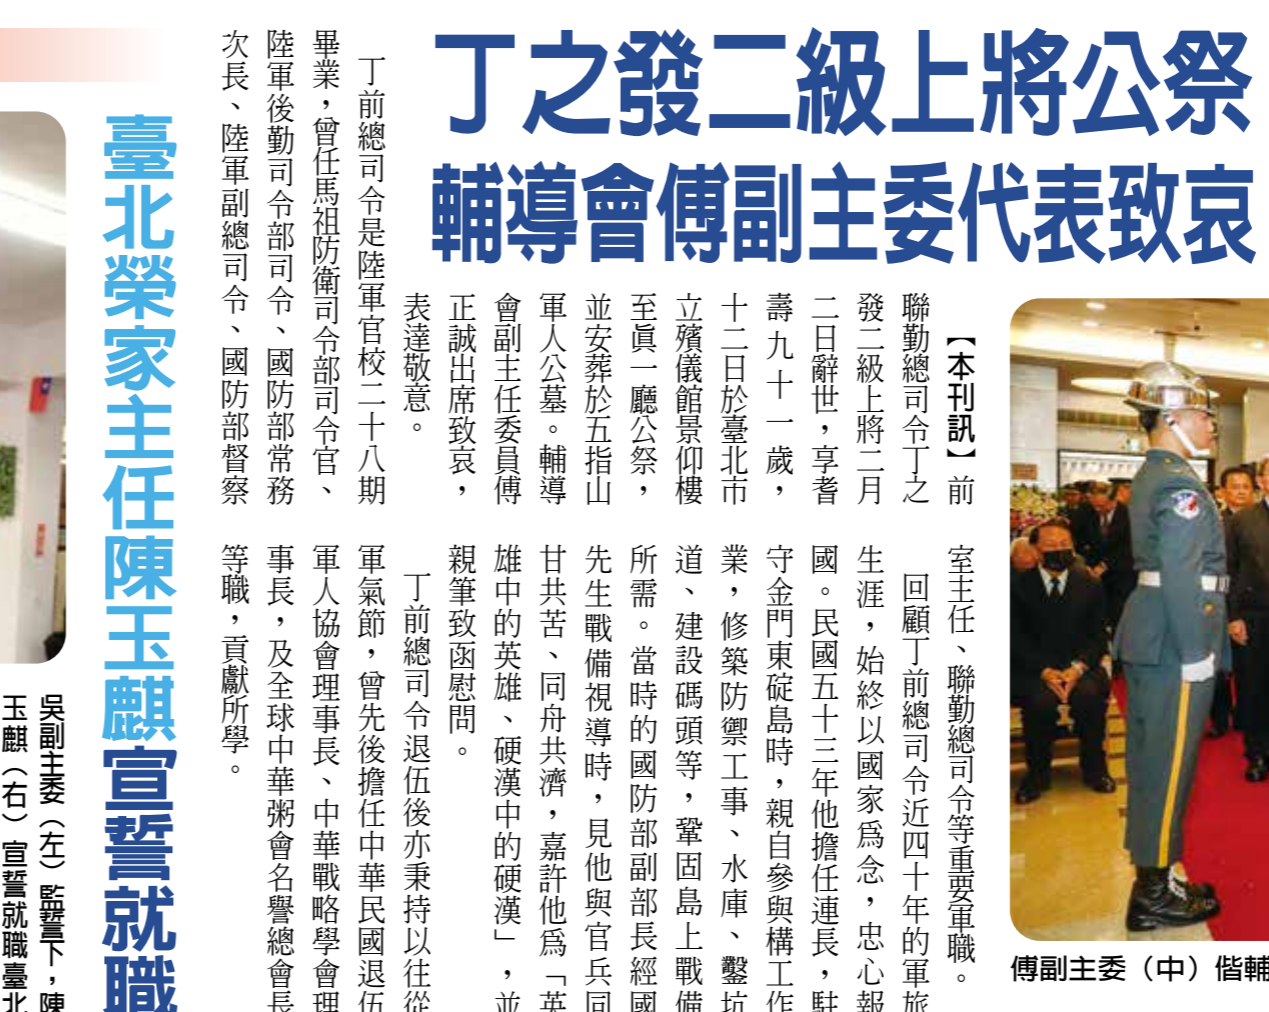 丁之發二級上將公祭
輔導會傅副主委代表致哀
【本刊訊】前
聯勤總司令丁之
發二級上將二月
二日辭世，享耆
壽九十一歲，
十二日於臺北市
立殯儀館景仰樓
至眞一廳公祭，
並安葬於五指山
軍人公墓。輔導
會副主任委員傅
正誠出席致哀，
表達敬意。
丁前總司令是陸軍官校二十八期
畢業，曾任馬祖防衛司令部司令官、
陸軍後勤司令部司令、國防部常務
次長、陸軍副總司令、國防部督察
室主任、聯勤總司令等重要軍職。
回顧丁前總司令近四十年的軍旅
生涯，始終以國家爲念，忠心報
國。民國五十三年他擔任連長，駐
守金門東碇島時，親自參與構工作
業，修築防禦工事、水庫、鑿坑
道、建設碼頭等，鞏固島上戰備
所需。當時的國防部副部長經國
先生戰備視導時，見他與官兵同
甘共苦、同舟共濟，嘉許他爲「英
雄中的英雄、硬漢中的硬漢」，並
親筆致函慰問。
丁前總司令退伍後亦秉持以往從
軍氣節，曾先後擔任中華民國退伍
軍人協會理事長、中華戰略學會理
事長，及全球中華粥會名譽總會長
等職，貢獻所學。
傅副主委（中）偕輔
臺北榮家主任陳玉麒宣誓就職
吳副主委（左）監誓下，陳
玉麒（右）宣誓就職臺北